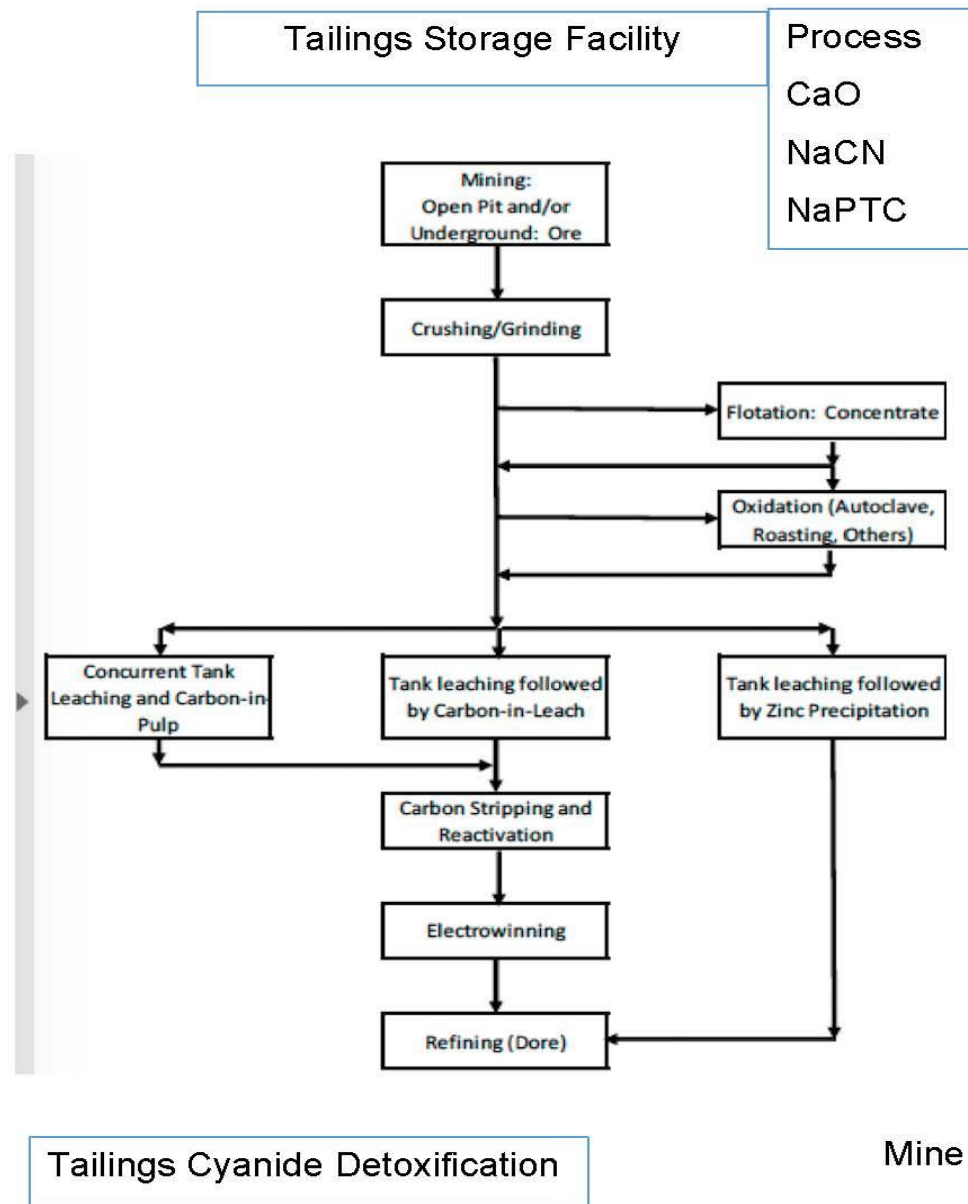 Tailings Storage Facility
Process
CaO
NaCN
NaPTC
Mining:
Open Pit and/or
Underground: Ore
Crushing/Grinding
Flotation: Concentrate
Oxidation (Autoclave,
Roasting, Others)
Concurrent Tank
Leaching and Carbon-in-
Pulp
Tank leaching followed
by Carbon-in-Leach
Tank leaching followed
by Zinc Precipitation
Carbon Stripping and
Reactivation
Electrowinning
Refining (Dore)
Tailings Cyanide Detoxification
Mine